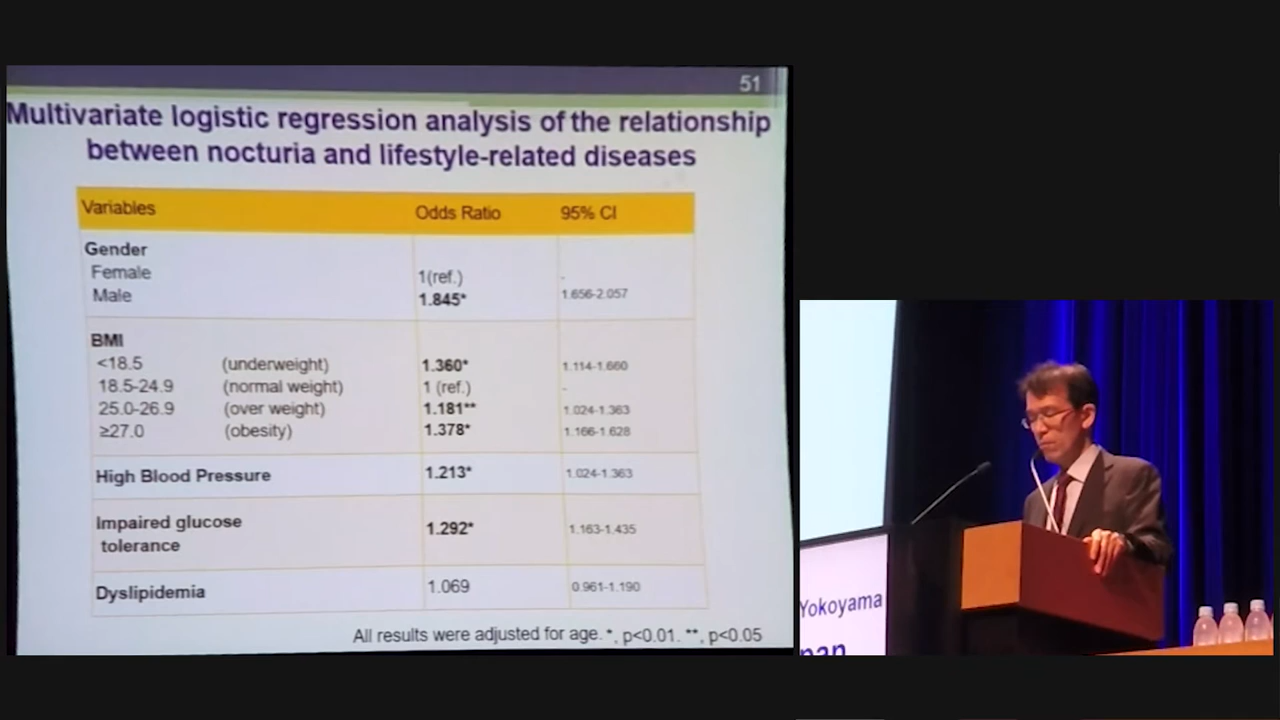 51
Multivariate logistic regression analysis of the relationship
between nocturia and lifestyle-related diseases
Variables Odds Ratio 95% CI
Gender
Female 1(ref.) -
Male 1.845* 1.656-2.057
BMI
<18.5 (underweight) 1.360* 1.114-1.660
18.5-24.9 (normal weight) 1 (ref.) -
25.0-26.9 (over weight) 1.181** 1.024-1.363
≥27.0 (obesity) 1.378* 1.166-1.628
High Blood Pressure 1.213* 1.024-1.363
Impaired glucose
tolerance 1.292* 1.163-1.435
Dyslipidemia 1.069 0.961-1.190
All results were adjusted for age. *, p<0.01. **, p<0.05
Yokoyama
pan